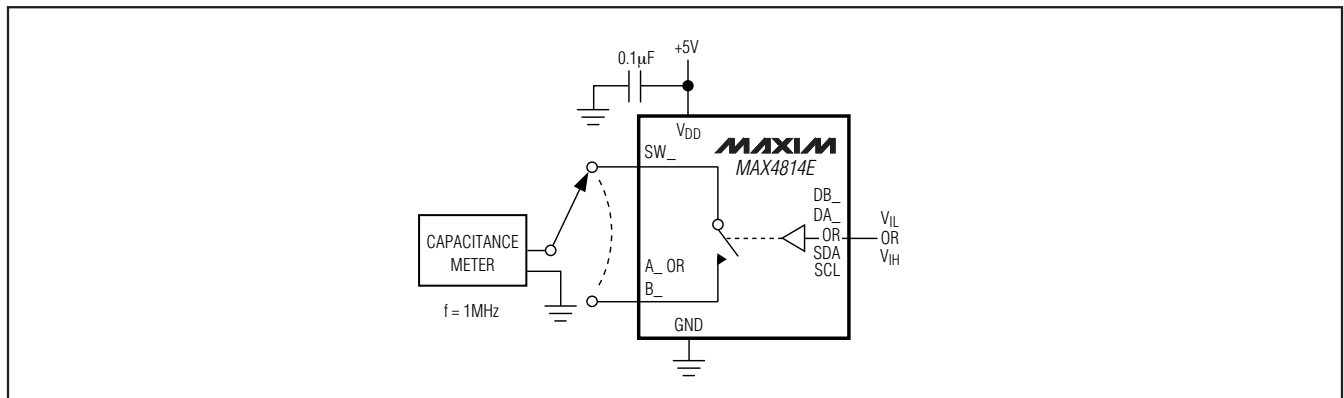 +5V
0.1μF
VDD
MAXIM
MAX4814E
SW_
DB_
DA_
OR
SDA
SCL
VIL
OR
VIH
CAPACITANCE
METER
A_ OR
B_
f = 1MHz
GND